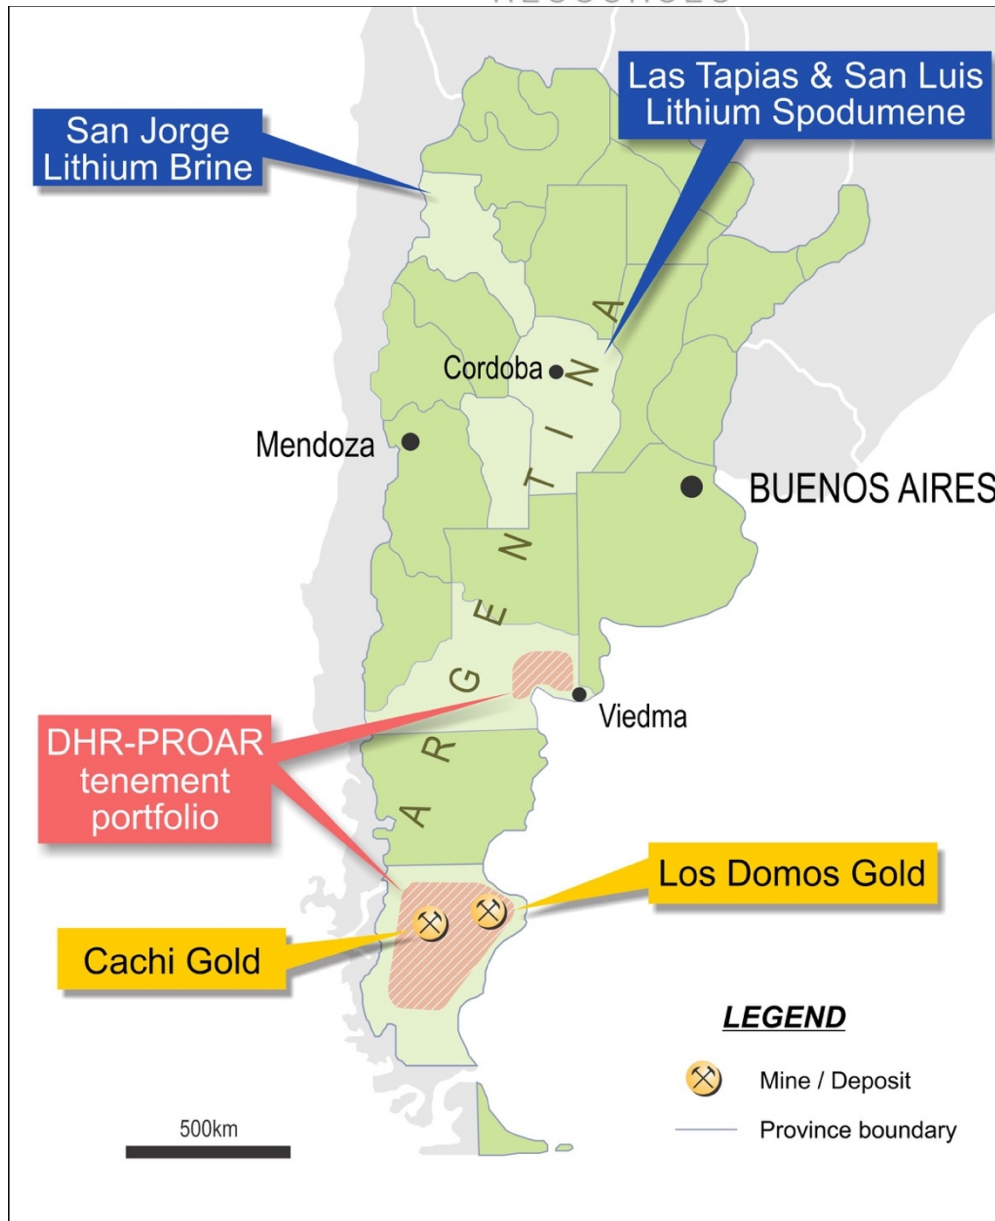 Las Tapias & San Luis
Lithium Spodumene
San Jorge
Lithium Brine
Cordoba
Mendoza
BUENOS AIRES
ARGENTINA
Viedma
DHR-PROAR
tenement
portfolio
Los Domos Gold
Cachi Gold
LEGEND
Mine / Deposit
Province boundary
500km